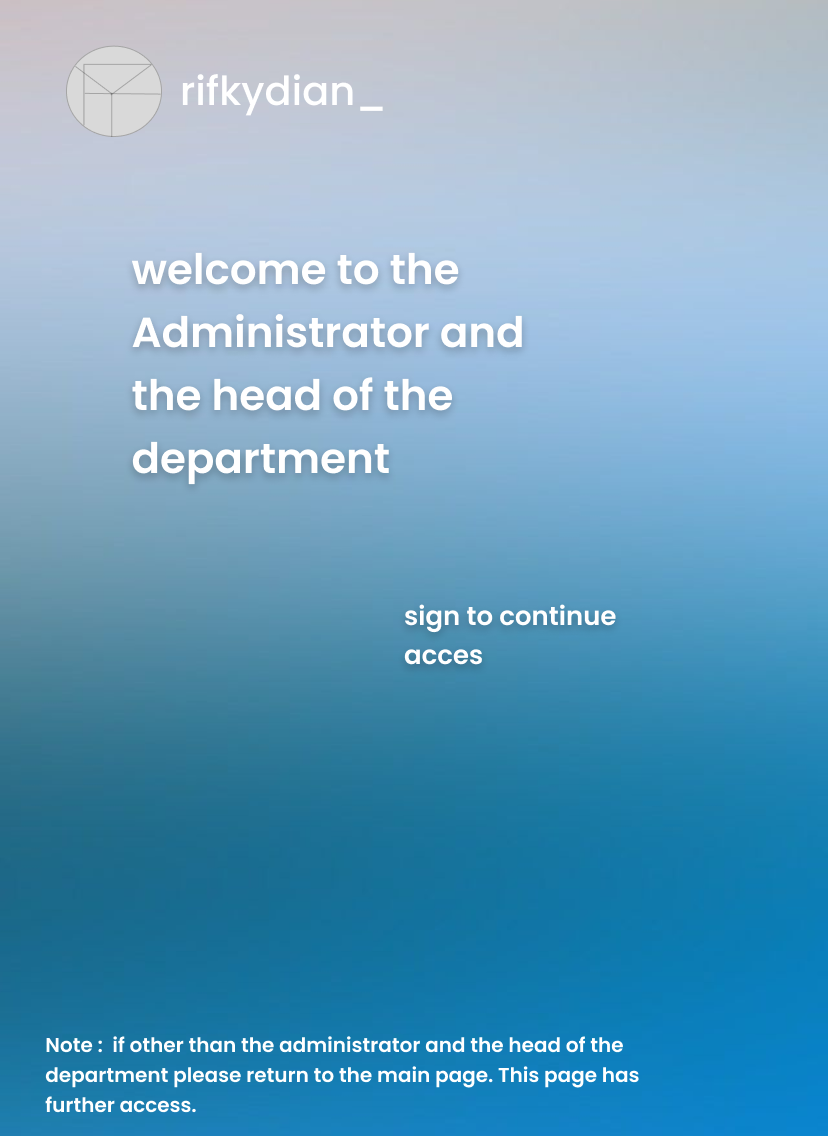 rifkydian_
welcome to the
Administrator and
the head of the
department
sign to continue
acces
Note :  if other than the administrator and the head of the
department please return to the main page. This page has
further access.